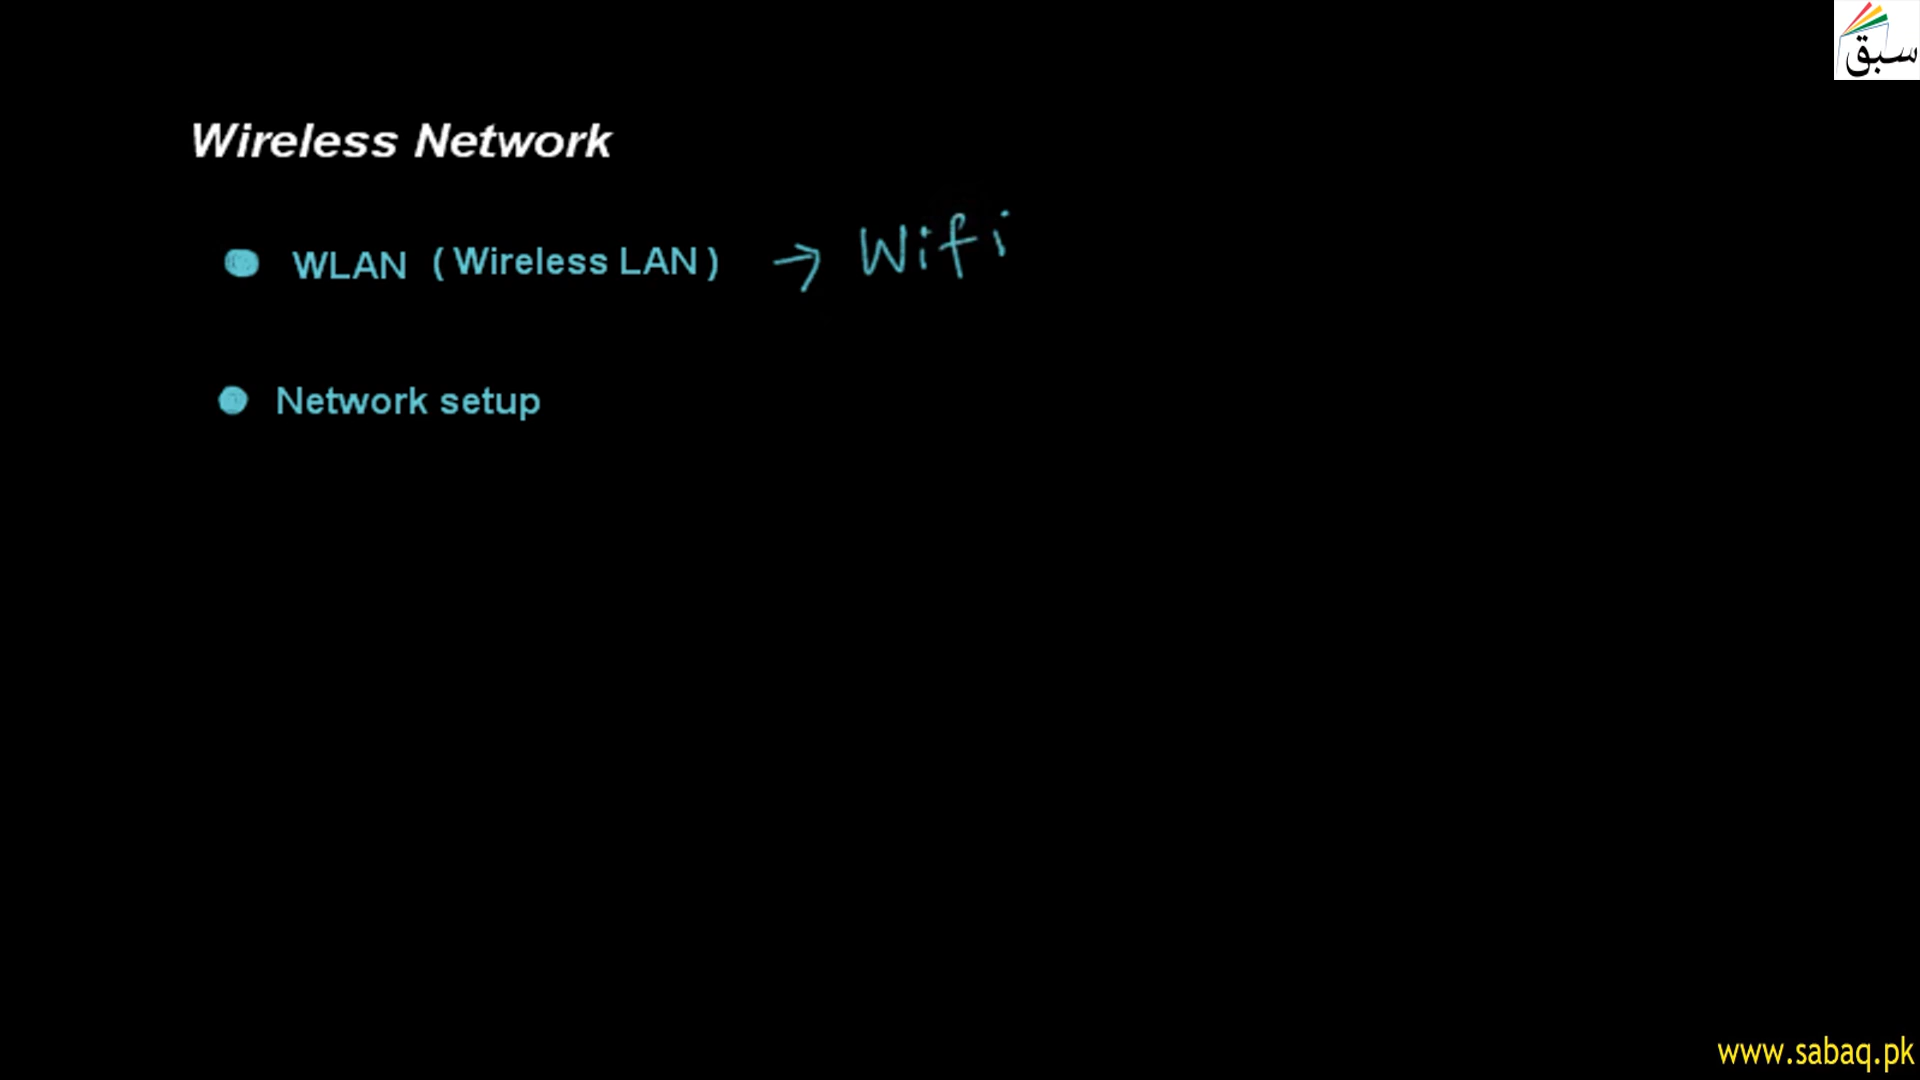 سبق
Wireless Network
WLAN (Wireless LAN) → Wifi
Network setup
www.sabaq.pk